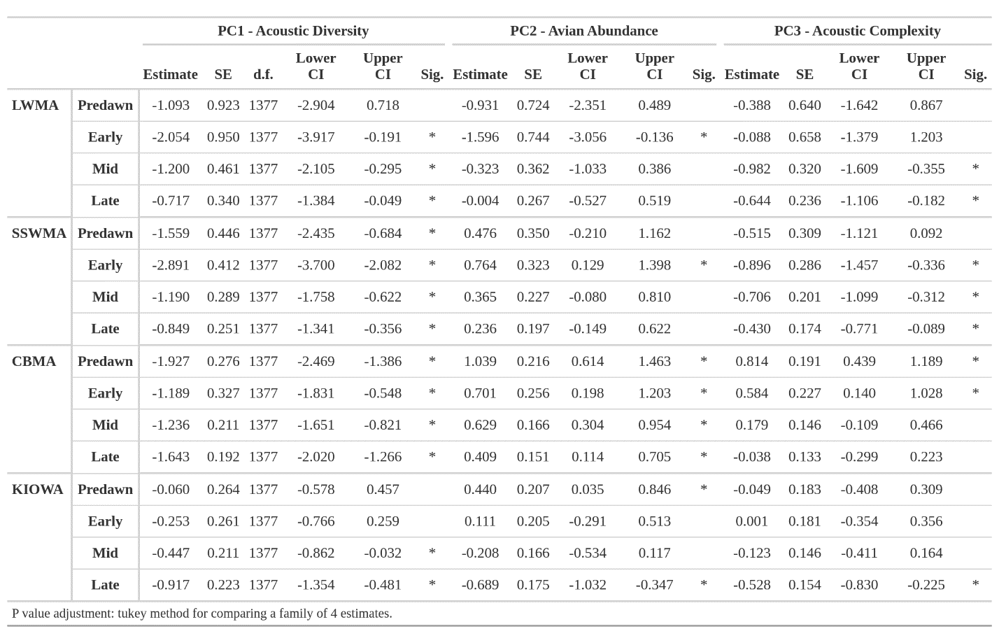 PC1 - Acoustic Diversity PC2 - Avian Abundance PC3 - Acoustic Complexity
Estimate SE d.f. Lower CI Upper CI Sig. Estimate SE Lower CI Upper CI Sig. Estimate SE Lower CI Upper CI Sig.
LWMA Predawn -1.093 0.923 1377 -2.904 0.718 -0.931 0.724 -2.351 0.489 -0.388 0.640 -1.642 0.867
Early -2.054 0.950 1377 -3.917 -0.191 * -1.596 0.744 -3.056 -0.136 * -0.088 0.658 -1.379 1.203
Mid -1.200 0.461 1377 -2.105 -0.295 * -0.323 0.362 -1.033 0.386 -0.982 0.320 -1.609 -0.355 *
Late -0.717 0.340 1377 -1.384 -0.049 * -0.004 0.267 -0.527 0.519 -0.644 0.236 -1.106 -0.182 *
SSWMA Predawn -1.559 0.446 1377 -2.435 -0.684 * 0.476 0.350 -0.210 1.162 -0.515 0.309 -1.121 0.092
Early -2.891 0.412 1377 -3.700 -2.082 * 0.764 0.323 0.129 1.398 * -0.896 0.286 -1.457 -0.336 *
Mid -1.190 0.289 1377 -1.758 -0.622 * 0.365 0.227 -0.080 0.810 -0.706 0.201 -1.099 -0.312 *
Late -0.849 0.251 1377 -1.341 -0.356 * 0.236 0.197 -0.149 0.622 -0.430 0.174 -0.771 -0.089 *
CBMA Predawn -1.927 0.276 1377 -2.469 -1.386 * 1.039 0.216 0.614 1.463 * 0.814 0.191 0.439 1.189 *
Early -1.189 0.327 1377 -1.831 -0.548 * 0.701 0.256 0.198 1.203 * 0.584 0.227 0.140 1.028 *
Mid -1.236 0.211 1377 -1.651 -0.821 * 0.629 0.166 0.304 0.954 * 0.179 0.146 -0.109 0.466
Late -1.643 0.192 1377 -2.020 -1.266 * 0.409 0.151 0.114 0.705 * -0.038 0.133 -0.299 0.223
KIOWA Predawn -0.060 0.264 1377 -0.578 0.457 0.440 0.207 0.035 0.846 * -0.049 0.183 -0.408 0.309
Early -0.253 0.261 1377 -0.766 0.259 0.111 0.205 -0.291 0.513 0.001 0.181 -0.354 0.356
Mid -0.447 0.211 1377 -0.862 -0.032 * -0.208 0.166 -0.534 0.117 -0.123 0.146 -0.411 0.164
Late -0.917 0.223 1377 -1.354 -0.481 * -0.689 0.175 -1.032 -0.347 * -0.528 0.154 -0.830 -0.225 *
P value adjustment: tukey method for comparing a family of 4 estimates.